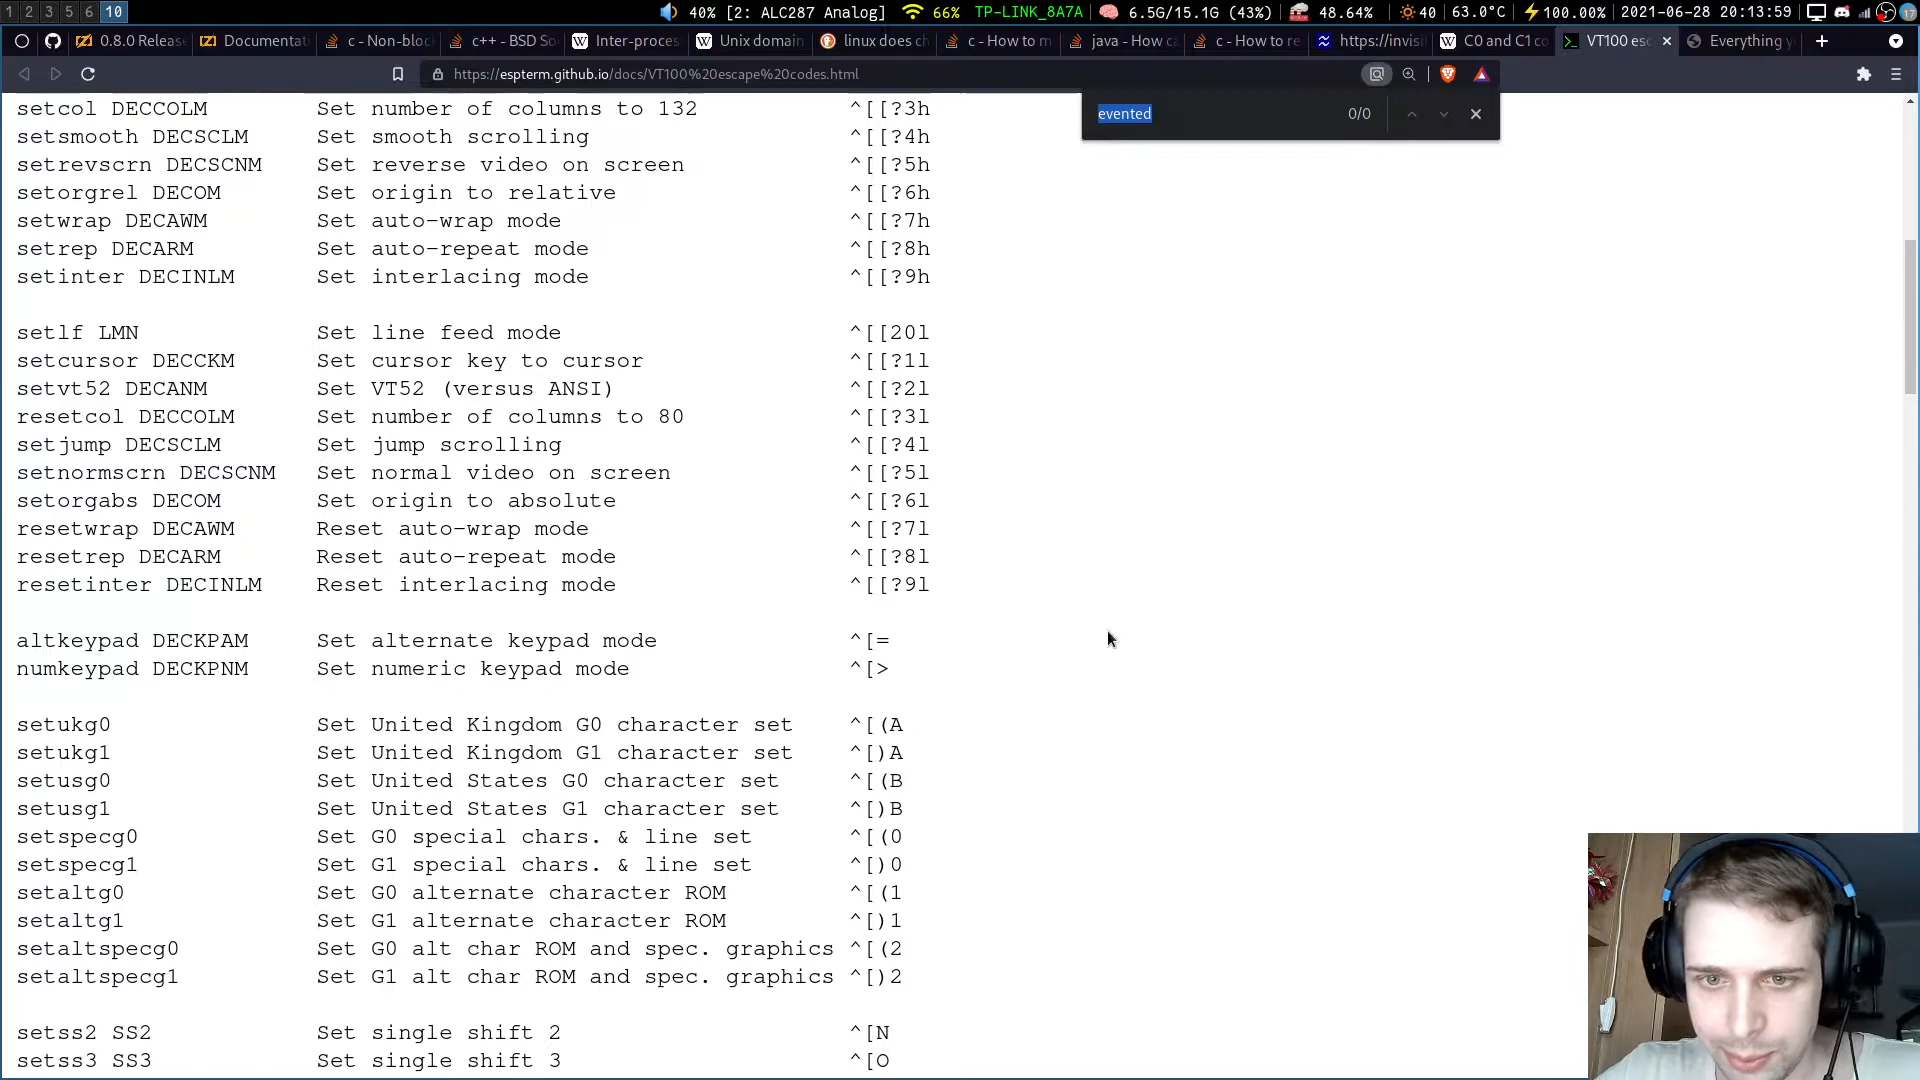 1 2 3 5 6 10 40% [2: ALC287 Analog] 66% TP-LINK_8A7A 6.5G/15.1G (43%) 48.64% 40 63.0°C 100.00% 2021-06-28 20:13:59 17
0.8.0 Releas Documentat c - Non-bloc c++ - BSD So Inter-proces Unix domain linux does ch c - How to m java - How ca c - How to re https://invisi C0 and C1 co VT100 esc Everything y
https://espterm.github.io/docs/VT100%20escape%20codes.html
evented 0/0
setcol DECCOLM Set number of columns to 132 ^[[?3h
setsmooth DECSCLM Set smooth scrolling ^[[?4h
setrevscrn DECSCNM Set reverse video on screen ^[[?5h
setorgrel DECOM Set origin to relative ^[[?6h
setwrap DECAWM Set auto-wrap mode ^[[?7h
setrep DECARM Set auto-repeat mode ^[[?8h
setinter DECINLM Set interlacing mode ^[[?9h
setlf LMN Set line feed mode ^[[20l
setcursor DECCKM Set cursor key to cursor ^[[?1l
setvt52 DECANM Set VT52 (versus ANSI) ^[[?2l
resetcol DECCOLM Set number of columns to 80 ^[[?3l
setjump DECSCLM Set jump scrolling ^[[?4l
setnormscrn DECSCNM Set normal video on screen ^[[?5l
setorgabs DECOM Set origin to absolute ^[[?6l
resetwrap DECAWM Reset auto-wrap mode ^[[?7l
resetrep DECARM Reset auto-repeat mode ^[[?8l
resetinter DECINLM Reset interlacing mode ^[[?9l
altkeypad DECKPAM Set alternate keypad mode ^[=
numkeypad DECKPNM Set numeric keypad mode ^[>
setukg0 Set United Kingdom G0 character set ^[(A
setukg1 Set United Kingdom G1 character set ^[)A
setusg0 Set United States G0 character set ^[(B
setusg1 Set United States G1 character set ^[)B
setspecg0 Set G0 special chars. & line set ^[(0
setspecg1 Set G1 special chars. & line set ^[)0
setaltg0 Set G0 alternate character ROM ^[(1
setaltg1 Set G1 alternate character ROM ^[)1
setaltspecg0 Set G0 alt char ROM and spec. graphics ^[(2
setaltspecg1 Set G1 alt char ROM and spec. graphics ^[)2
setss2 SS2 Set single shift 2 ^[N
setss3 SS3 Set single shift 3 ^[O